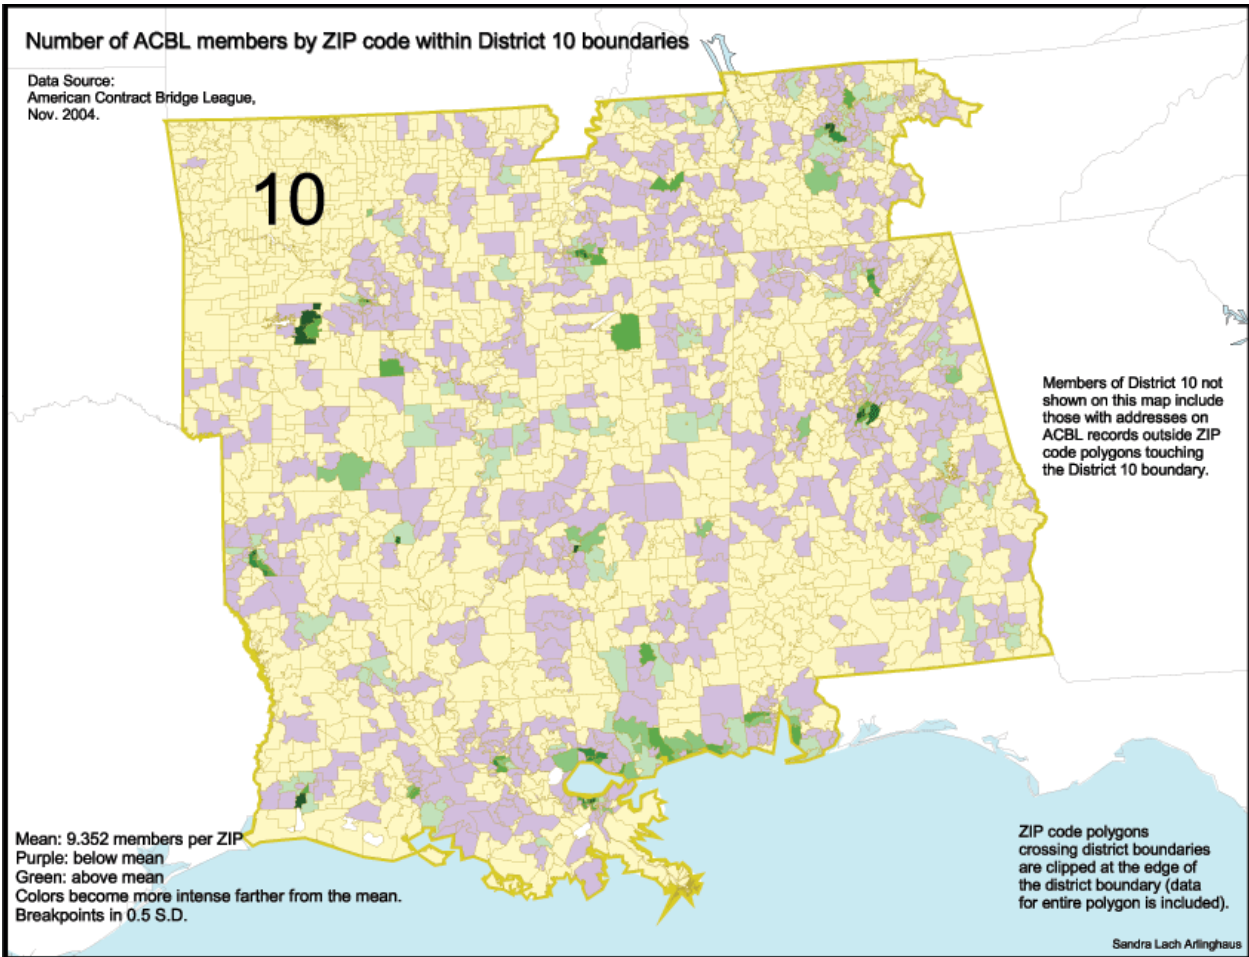 Number of ACBL members by ZIP code within District 10 boundaries
Data Source:
American Contract Bridge League,
Nov. 2004.
10
Members of District 10 not
shown on this map include
those with addresses on
ACBL records outside ZIP
code polygons touching
the District 10 boundary.
Mean: 9.352 members per ZIP
Purple: below mean
Green: above mean
Colors become more intense farther from the mean.
Breakpoints in 0.5 S.D.
ZIP code polygons
crossing district boundaries
are clipped at the edge of
the district boundary (data
for entire polygon is included).
Sandra Lach Arlinghaus